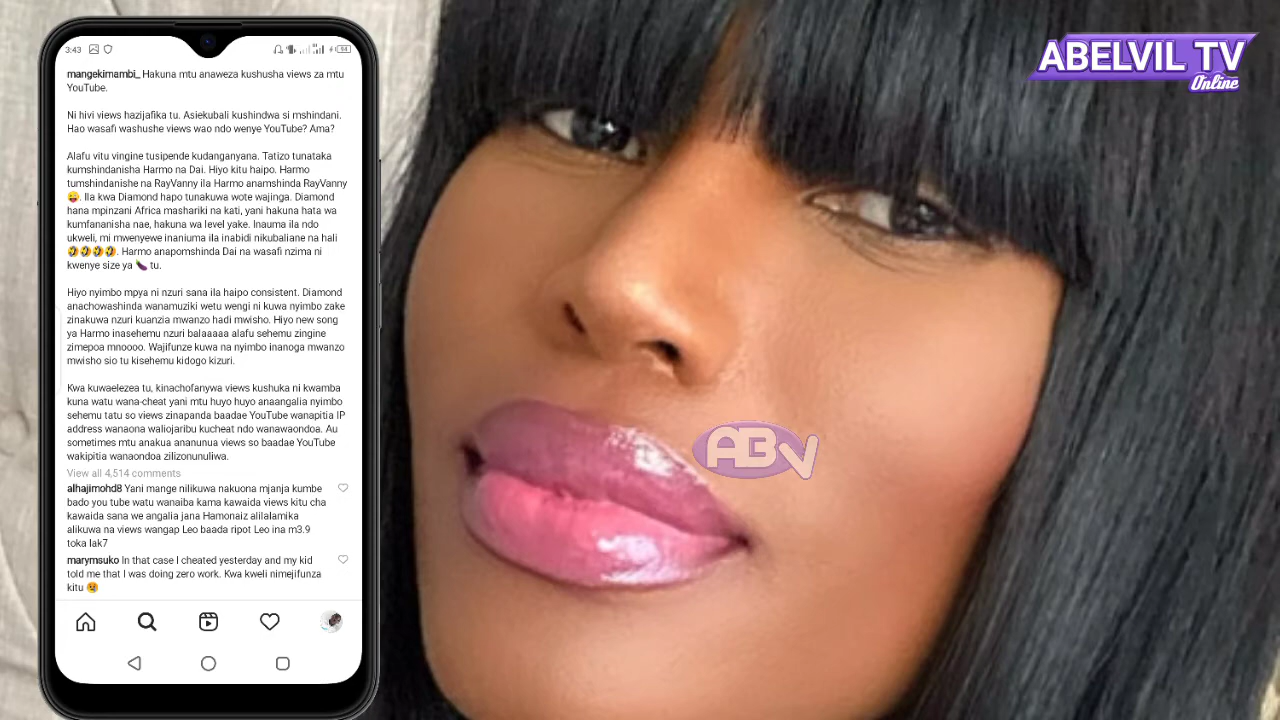 3:43
94
mangekimambi_ Hakuna mtu anaweza kushusha views za mtu
YouTube.
Ni hivi views hazijafika tu. Asiekubali kushindwa si mshindani.
Hao wasafi washushe views wao ndo wenye YouTube? Ama?
Alafu vitu vingine tusipende kudanganyana. Tatizo tunataka
kumshindanisha Harmo na Dai. Hiyo kitu haipo. Harmo
tumshindanishe na RayVanny ila Harmo anamshinda RayVanny
😜. Ila kwa Diamond hapo tunakuwa wote wajinga. Diamond
hana mpinzani Africa mashariki na kati, yani hakuna hata wa
kumfananisha nae, hakuna wa level yake. Inauma ila ndo
ukweli, mi mwenyewe inaniuma ila inabidi nikubaliane na hali
🤣🤣🤣🤣. Harmo anapomshinda Dai na wasafi nzima ni
kwenye size ya 🍆 tu.
Hiyo nyimbo mpya ni nzuri sana ila haipo consistent. Diamond
anachowashinda wanamuziki wetu wengi ni kuwa nyimbo zake
zinakuwa nzuri kuanzia mwanzo hadi mwisho. Hiyo new song
ya Harmo inasehemu nzuri balaaaaa alafu sehemu zingine
zimepoa mnoooo. Wajifunze kuwa na nyimbo inanoga mwanzo
mwisho sio tu kisehemu kidogo kizuri.
Kwa kuwaelezea tu, kinachofanywa views kushuka ni kwamba
kuna watu wana-cheat yani mtu huyo huyo anaangalia nyimbo
sehemu tatu so views zinapanda baadae YouTube wanapitia IP
address wanaona waliojaribu kucheat ndo wanawaondoa. Au
sometimes mtu anakua ananunua views so baadae YouTube
wakipitia wanaondoa zilizonunuliwa.
View all 4,514 comments
alhajimohd8 Yani mange nilikuwa nakuona mjanja kumbe
bado you tube watu wanaiba kama kawaida views kitu cha
kawaida sana we angalia jana Hamonaiz alilalamika
alikuwa na views wangap Leo baada ripot Leo ina m3.9
toka lak7
marymsuko In that case I cheated yesterday and my kid
told me that I was doing zero work. Kwa kweli nimejifunza
kitu 🥵
ABELVIL TV
Online
ABV